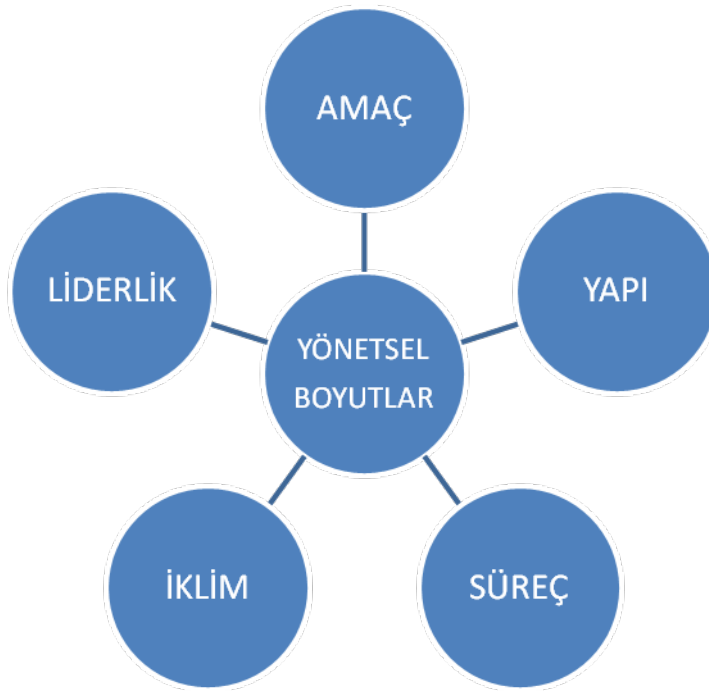 AMAÇ
LİDERLİK
YAPI
YÖNETSEL
BOYUTLAR
İKLİM
SÜREÇ